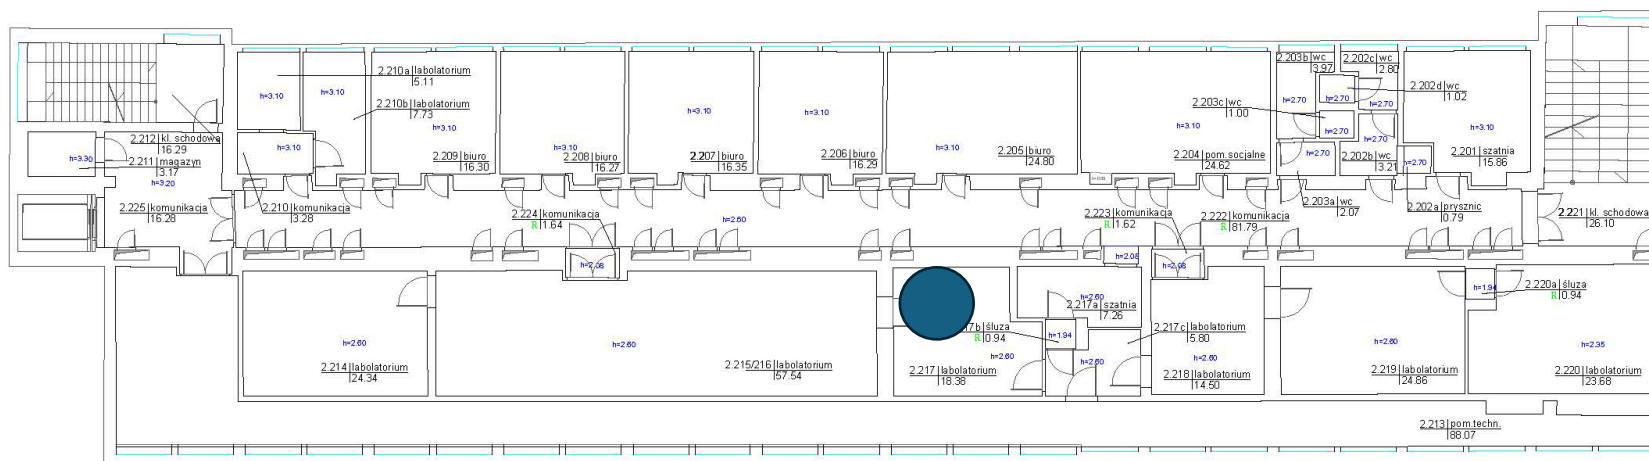 2.210a labolatorium
5.11
h=3.10
h=3.10
2.210b labolatorium
7.73
h=3.10
h=3.10
2.209 biuro
16.30
h=3.10
2.208 biuro
16.27
h=3.10
2.207 biuro
16.35
h=3.10
2.206 biuro
16.29
h=3.10
2.205 biuro
24.80
h=3.10
2.204 pom.socjalne
24.62
2.203b wc
3.97
2.202c wc
2.80
h=2.70
h=2.70
h=2.70
2.202d wc
1.02
2.203c wc
1.00
h=2.70
h=2.70
h=2.70
2.202b wc
3.21
h=2.70
h=3.10
2.201 szatnia
15.86
2.203a wc
2.07
2.202a prysznic
0.79
2.212 kl. schodowa
16.29
h=3.30
2.211 magazyn
3.17
h=3.20
2.225 komunikacja
16.28
2.210 komunikacja
3.28
2.224 komunikacja
R 1.64
h=2.60
2.223 komunikacja
R 1.62
2.222 komunikacja
R 81.79
2.221 kl. schodowa
26.10
h=2.08
h=2.08
h=2.08
h=2.60
2.214 labolatorium
24.34
h=2.60
2.215/216 labolatorium
57.54
7b śluza
R 0.94
h=2.60
2.217 labolatorium
18.38
h=2.60
2.217a szatnia
7.26
h=1.94
h=2.60
2.217c labolatorium
5.80
h=2.60
2.218 labolatorium
14.50
h=2.60
2.219 labolatorium
24.86
h=1.94
2.220a śluza
R 0.94
h=2.35
2.220 labolatorium
23.68
2.213 pom.techn.
88.07